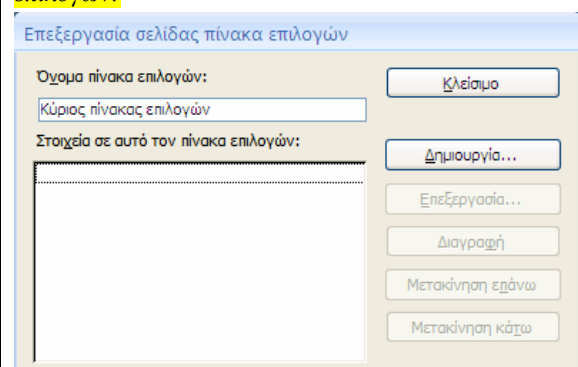 Επεξεργασία σελίδας πίνακα επιλογών
Όνομα πίνακα επιλογών:
Κλείσιμο
Κύριος πίνακας επιλογών
Στοιχεία σε αυτό τον πίνακα επιλογών:
Δημιουργία...
Επεξεργασία...
Διαγραφή
Μετακίνηση επάνω
Μετακίνηση κάτω